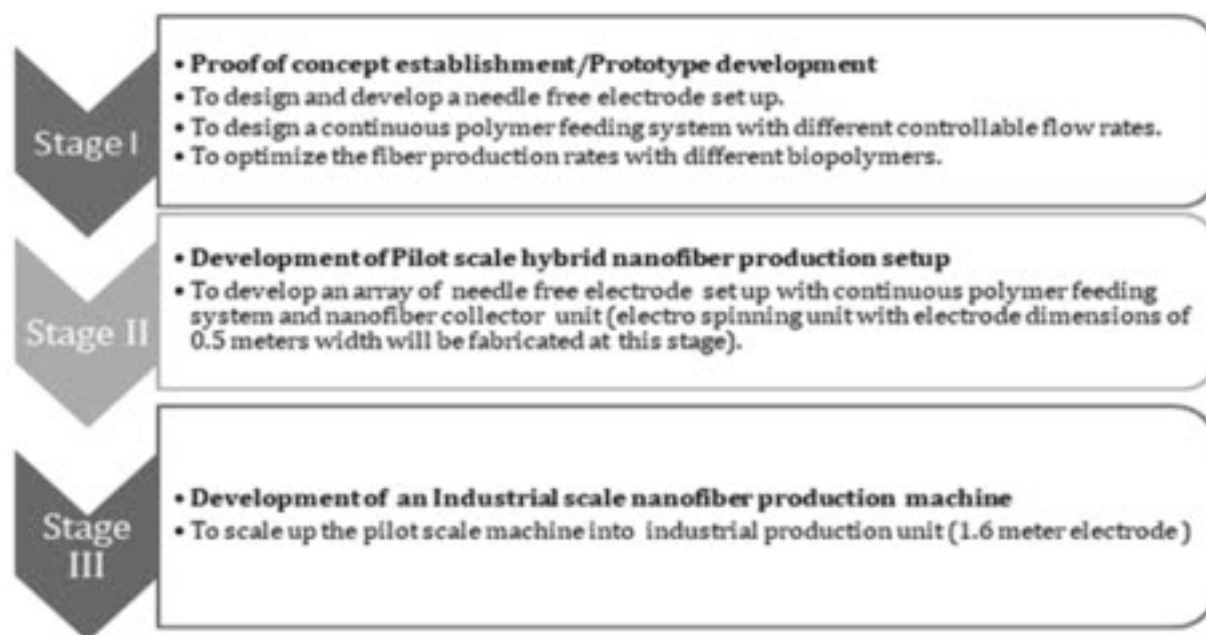 Stage I
• Proof of concept establishment/Prototype development
• To design and develop a needle free electrode set up.
• To design a continuous polymer feeding system with different controllable flow rates.
• To optimize the fiber production rates with different biopolymers.
Stage II
• Development of Pilot scale hybrid nanofiber production setup
• To develop an array of needle free electrode set up with continuous polymer feeding
system and nanofiber collector unit (electro spinning unit with electrode dimensions of
0.5 meters width will be fabricated at this stage).
Stage
III
• Development of an Industrial scale nanofiber production machine
• To scale up the pilot scale machine into industrial production unit (1.6 meter electrode )